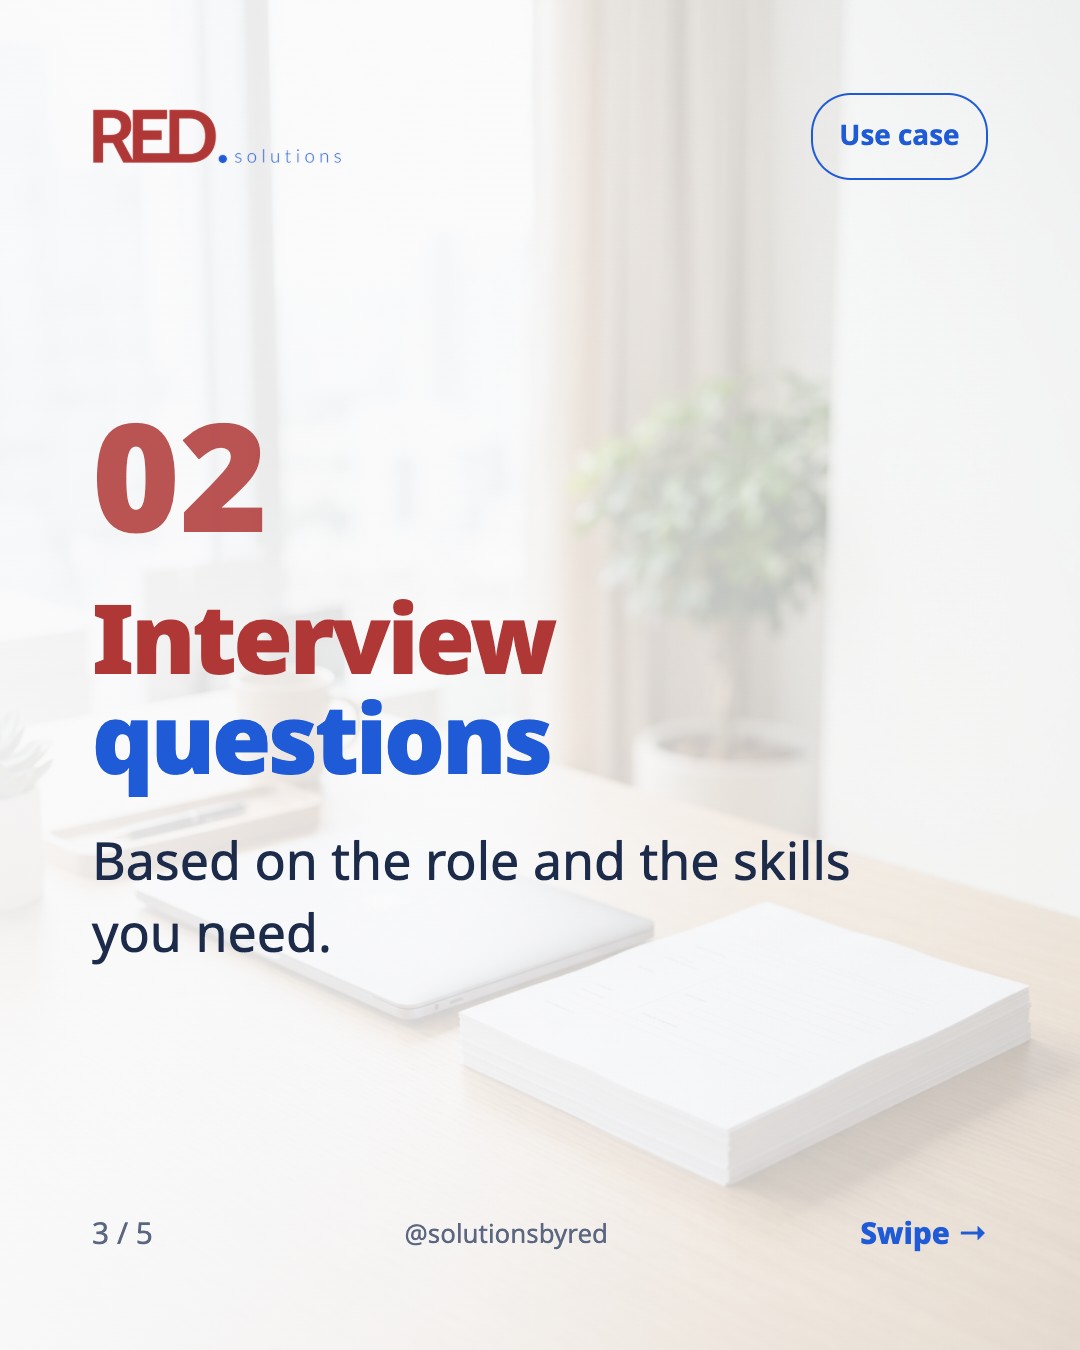 RED.solutions
Use case
02
Interview
questions
Based on the role and the skills
you need.
3 / 5
@solutionsbyred
Swipe →